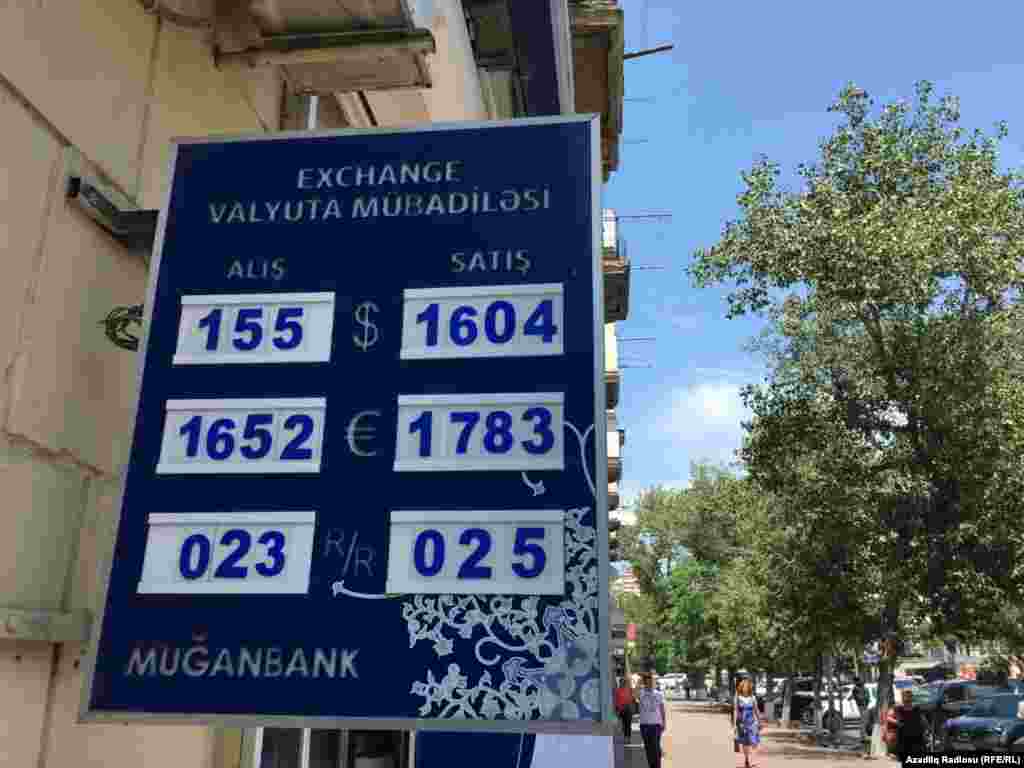 EXCHANGE
VALYUTA MÜBADİLƏSİ
ALIŞ SATIŞ
155 $ 1604
1652 € 1783
023 R/R 025
MUĞANBANK
Azadlıq Radiosu (RFE/RL)